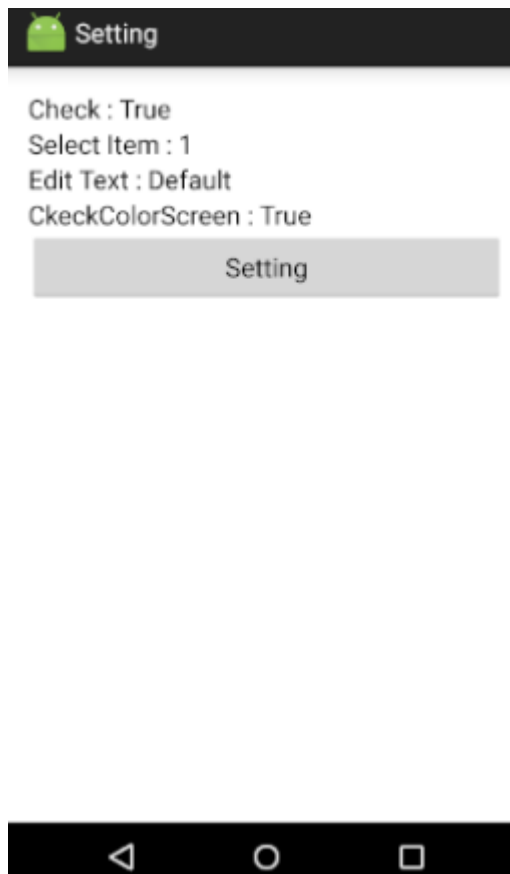 Setting
Check : True
Select Item : 1
Edit Text : Default
CkeckColorScreen : True
Setting